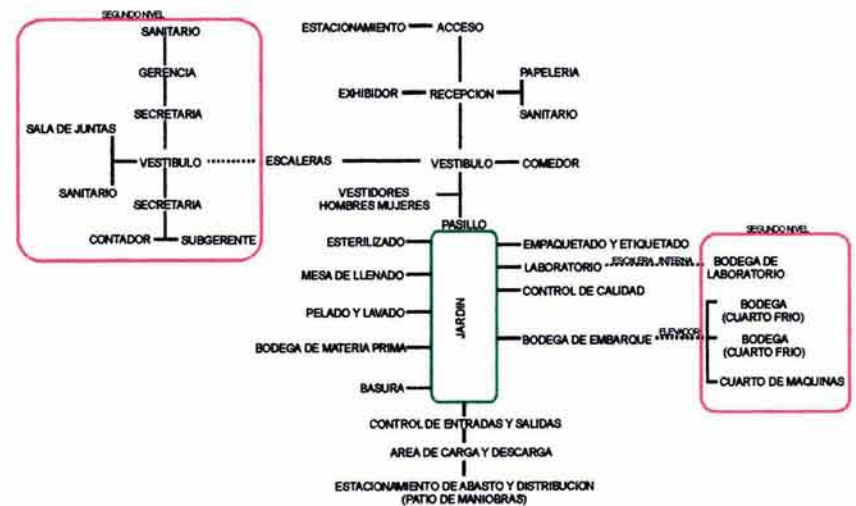 SEGUNDO NIVEL
SANITARIO
GERENCIA
SECRETARIA
SALA DE JUNTAS
VESTIBULO
SANITARIO
SECRETARIA
CONTADOR
SUBGERENTE
ESCALERAS
ESTACIONAMIENTO
ACCESO
EXHIBIDOR
RECEPCION
PAPELERIA
SANITARIO
VESTIBULO
COMEDOR
VESTIDORES
HOMBRES MUJERES
PASILLO
ESTERILIZADO
MESA DE LLENADO
PELADO Y LAVADO
BODEGA DE MATERIA PRIMA
BASURA
JARDIN
EMPAQUETADO Y ETIQUETADO
LABORATORIO
ESCALERA INTERNA
CONTROL DE CALIDAD
BODEGA DE EMBARQUE
ELEVADOR
SEGUNDO NIVEL
BODEGA DE
LABORATORIO
BODEGA
(CUARTO FRIO)
BODEGA
(CUARTO FRIO)
CUARTO DE MAQUINAS
CONTROL DE ENTRADAS Y SALIDAS
AREA DE CARGA Y DESCARGA
ESTACIONAMIENTO DE ABASTO Y DISTRIBUCION
(PATIO DE MANIOBRAS)